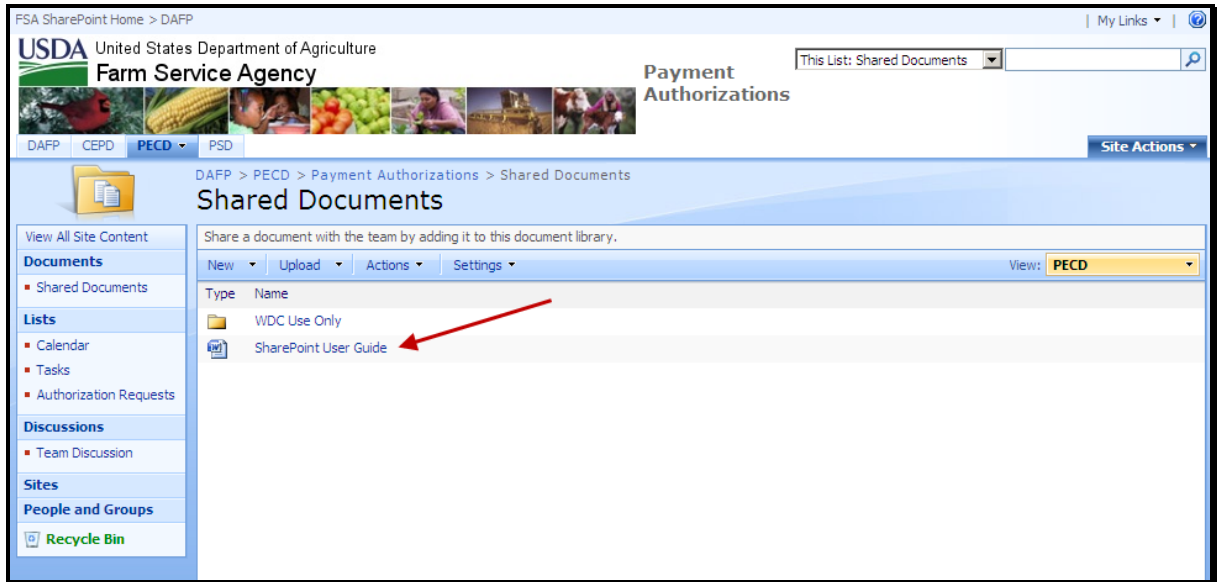 FSA SharePoint Home > DAFP
| My Links |
USDA United States Department of Agriculture
Farm Service Agency
Payment Authorizations
This List: Shared Documents
DAFP CEPD PECD PSD
Site Actions
DAFP > PECD > Payment Authorizations > Shared Documents
Shared Documents
View All Site Content
Share a document with the team by adding it to this document library.
Documents
New Upload Actions Settings View: PECD
Shared Documents
Type Name
Lists
WDC Use Only
Calendar
SharePoint User Guide
Tasks
Authorization Requests
Discussions
Team Discussion
Sites
People and Groups
Recycle Bin